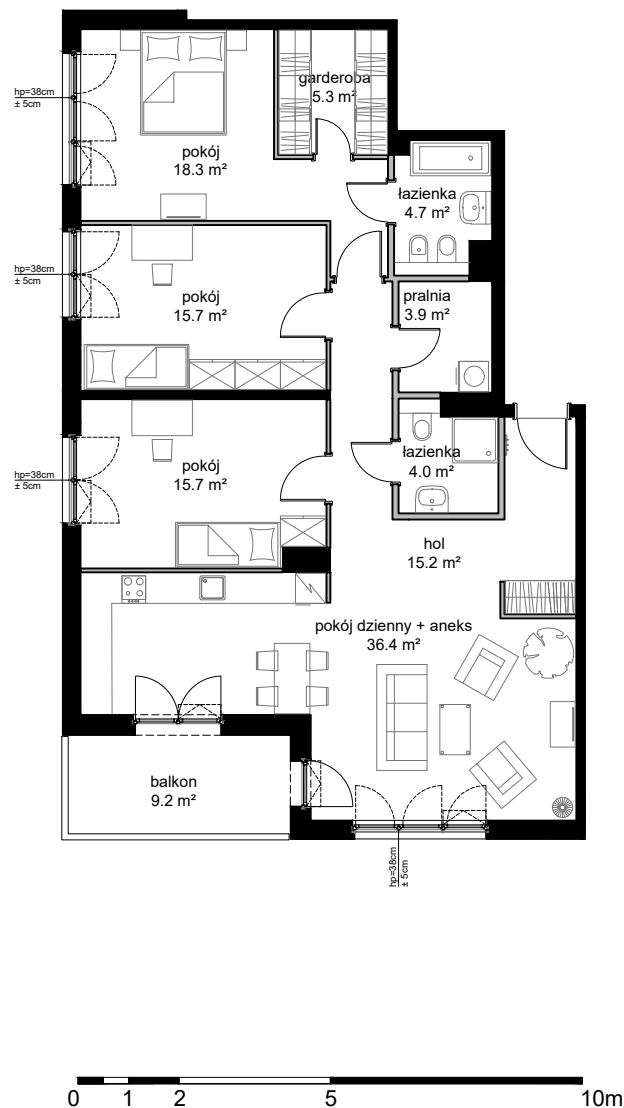 garderoba
5.3 m²
hp=38cm
± 5cm
pokój
18.3 m²
łazienka
4.7 m²
hp=38cm
± 5cm
pokój
15.7 m²
pralnia
3.9 m²
hp=38cm
± 5cm
pokój
15.7 m²
łazienka
4.0 m²
hol
15.2 m²
pokój dzienny + aneks
36.4 m²
balkon
9.2 m²
hp=38cm
± 5cm
0 1 2 5 10m